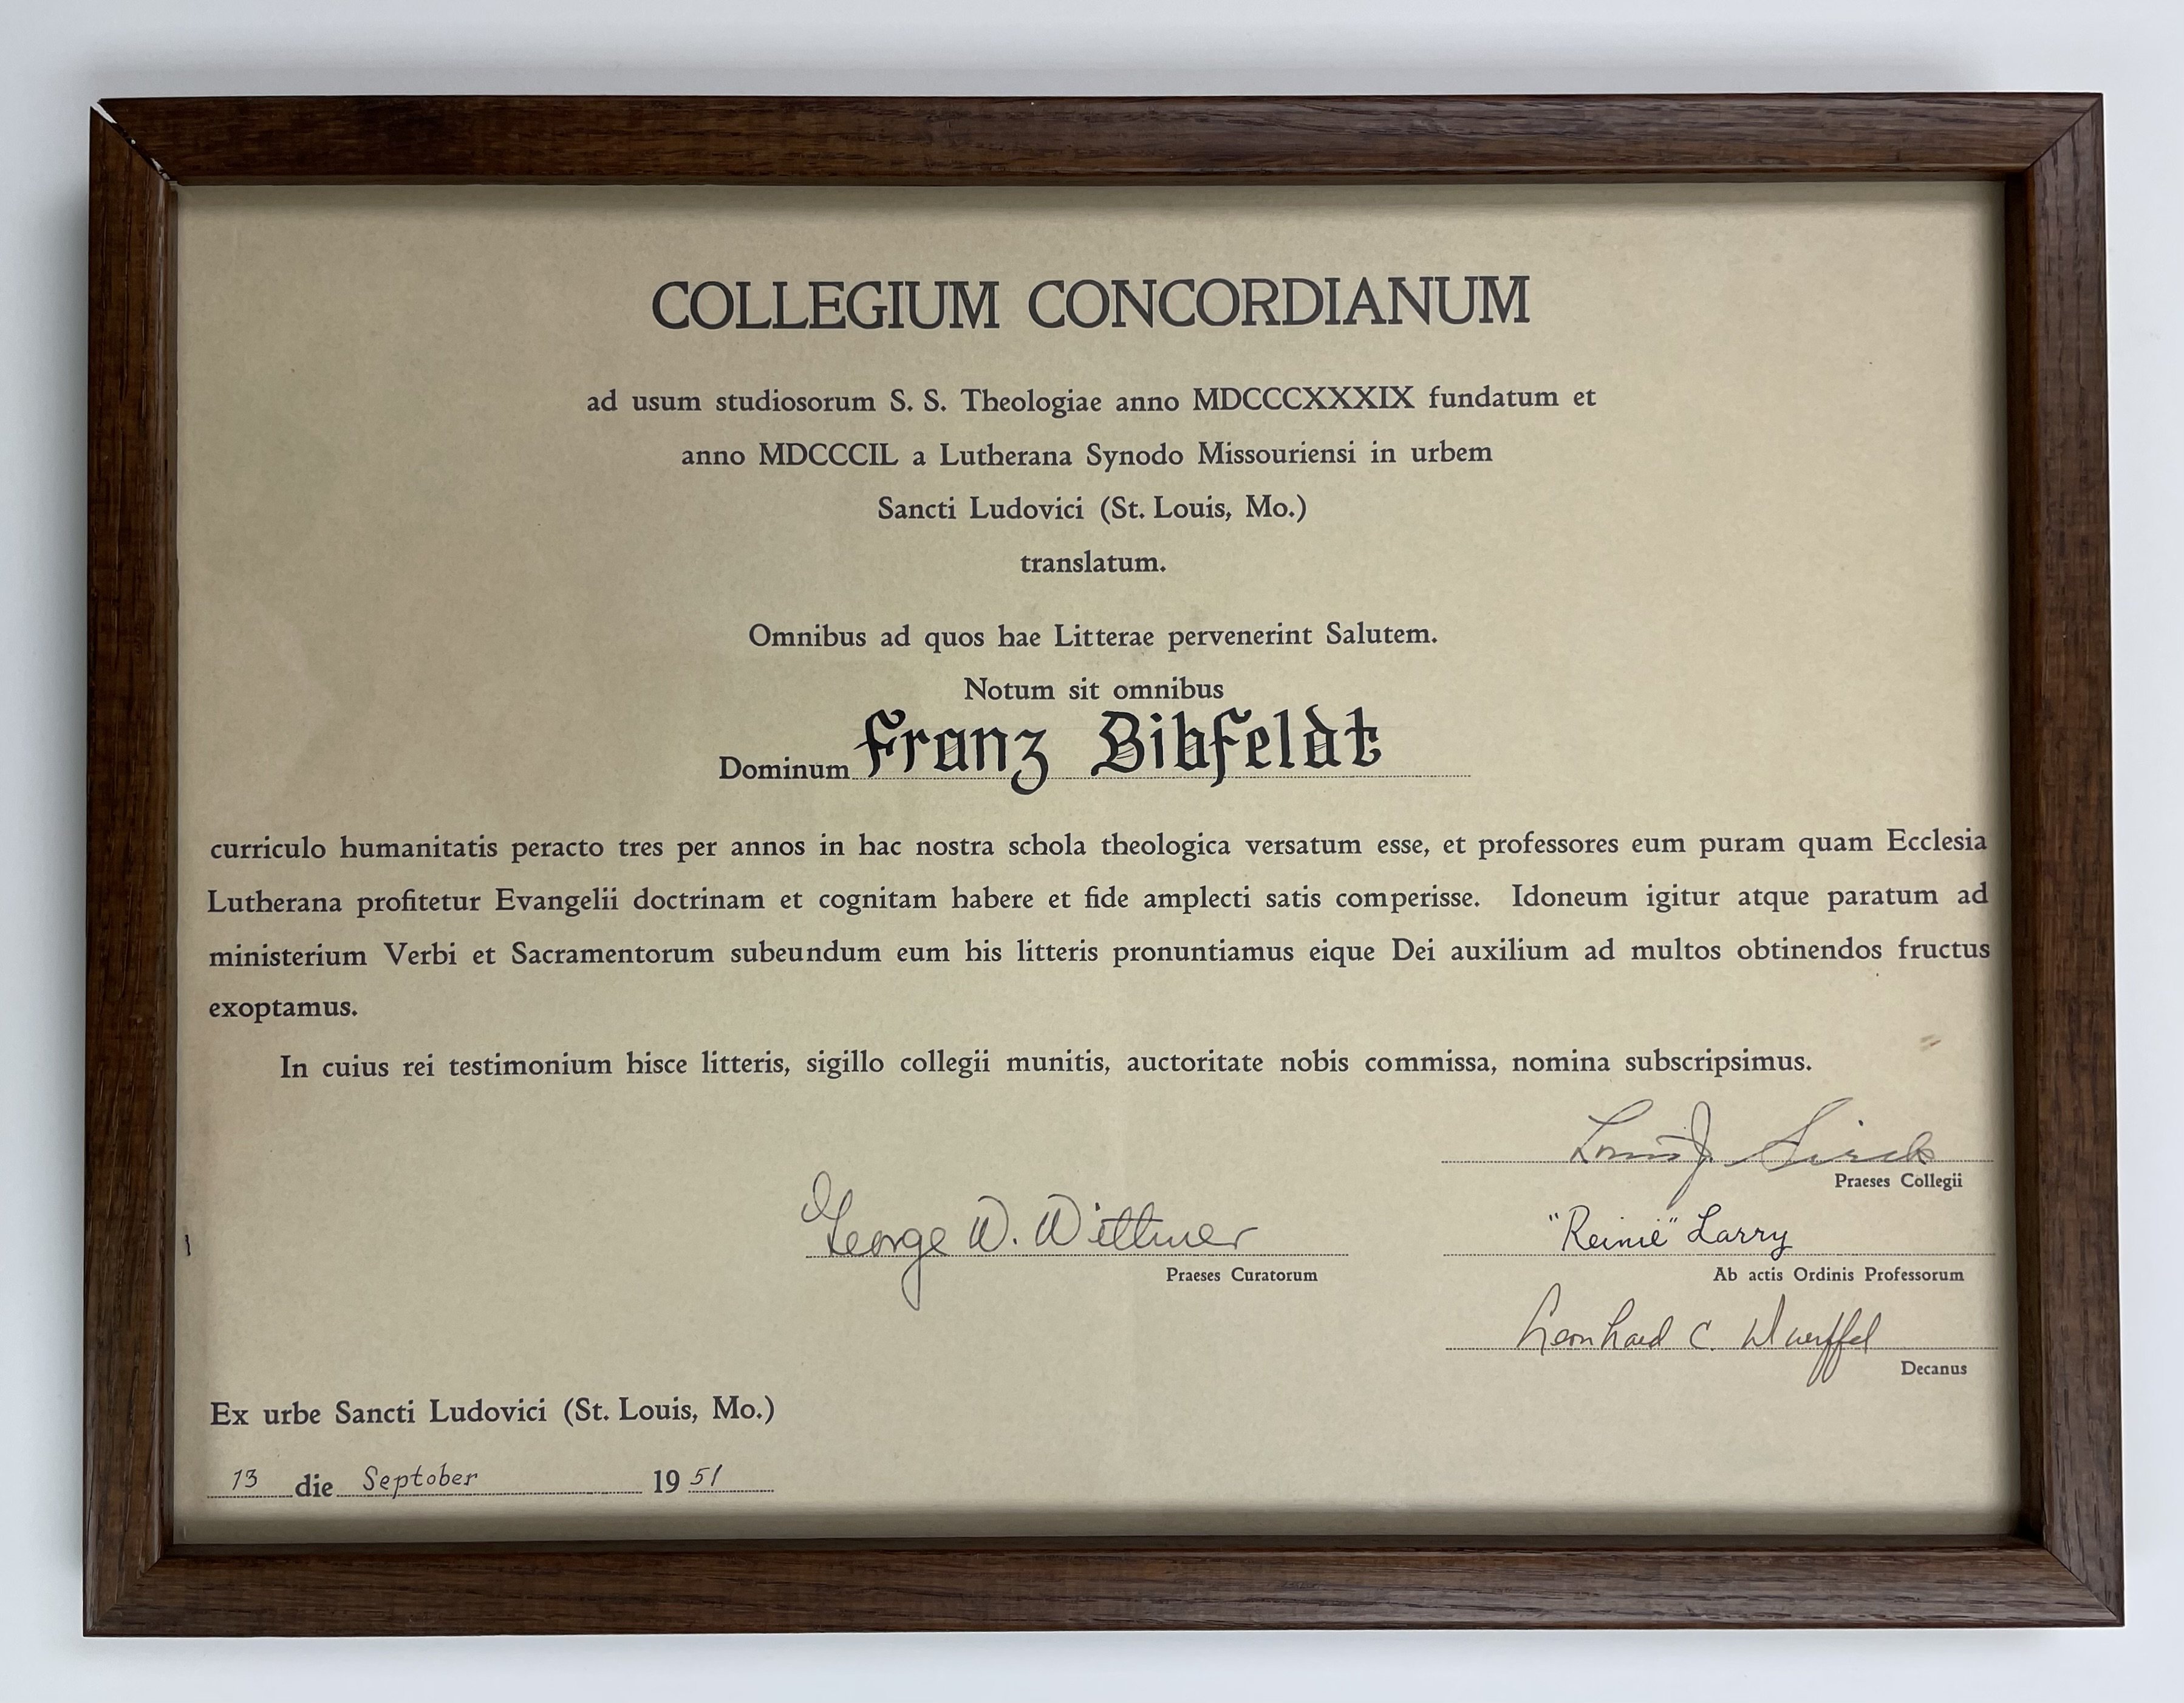 COLLEGIUM CONCORDIANUM
ad usum studiosorum S. S. Theologiae anno MDCCCXXXIX fundatum et
anno MDCCCIL a Lutherana Synodo Missouriensi in urbem
Sancti Ludovici (St. Louis, Mo.)
translatum.
Omnibus ad quos hae Litterae pervenerint Salutem.
Notum sit omnibus
Dominum Franz Bibfeldt
curriculo humanitatis peracto tres per annos in hac nostra schola theologica versatum esse, et professores eum puram quam Ecclesia
Lutherana profitetur Evangelii doctrinam et cognitam habere et fide amplecti satis comperisse. Idoneum igitur atque paratum ad
ministerium Verbi et Sacramentorum subeundum eum his litteris pronuntiamus eique Dei auxilium ad multos obtinendos fructus
exoptamus.
In cuius rei testimonium hisce litteris, sigillo collegii munitis, auctoritate nobis commissa, nomina subscripsimus.
Louis J. Sieck
Praeses Collegii
George W. Wittmer
Praeses Curatorum
"Reinie" Larry
Ab actis Ordinis Professorum
Leonhard C. Wuerffel
Decanus
Ex urbe Sancti Ludovici (St. Louis, Mo.)
13 die Septober 1951